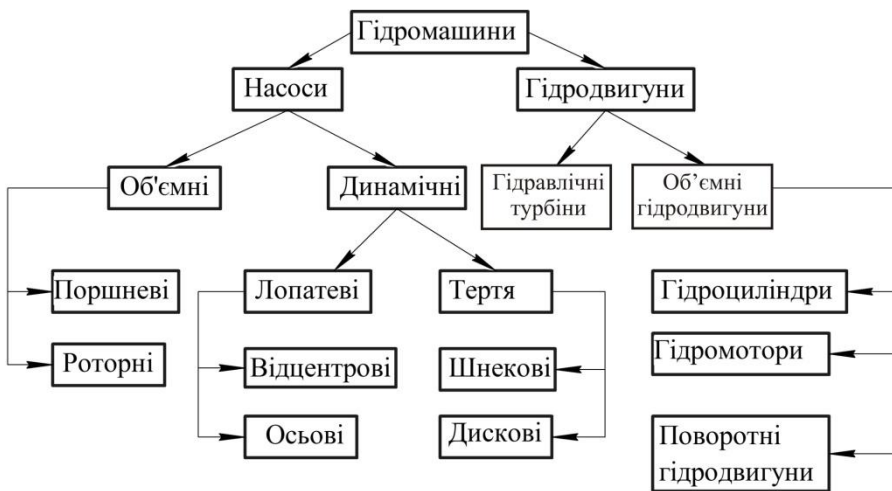 Гідромашини
Насоси
Гідродвигуни
Об'ємні
Динамічні
Гідравлічні
турбіни
Об’ємні
гідродвигуни
Поршневі
Лопатеві
Тертя
Гідроциліндри
Роторні
Відцентрові
Шнекові
Гідромотори
Осьові
Дискові
Поворотні
гідродвигуни